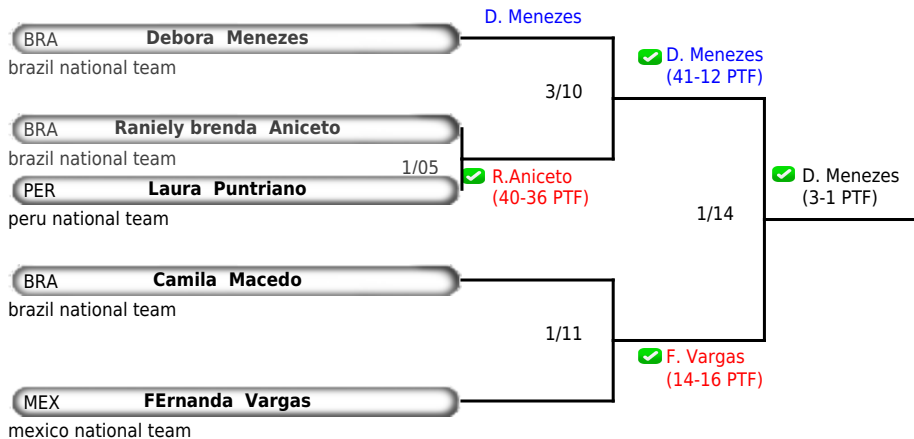 D. Menezes
BRA Debora Menezes
brazil national team
D. Menezes
(41-12 PTF)
3/10
BRA Raniely brenda Aniceto
brazil national team
1/05
PER Laura Puntriano
peru national team
R.Aniceto
(40-36 PTF)
D. Menezes
(3-1 PTF)
1/14
BRA Camila Macedo
brazil national team
1/11
F. Vargas
(14-16 PTF)
MEX FErnanda Vargas
mexico national team